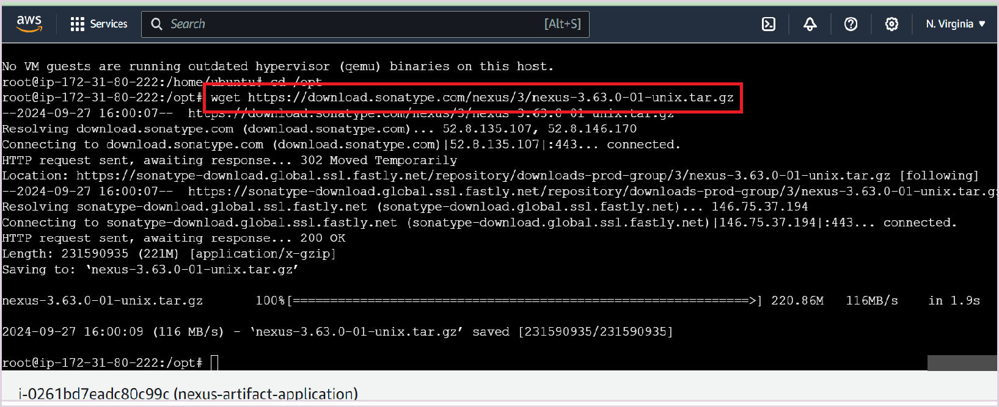 aws Services Search [Alt+S] N. Virginia
No VM guests are running outdated hypervisor (qemu) binaries on this host.
root@ip-172-31-80-222:/home/ubuntu# cd /opt
root@ip-172-31-80-222:/opt# wget https://download.sonatype.com/nexus/3/nexus-3.63.0-01-unix.tar.gz
--2024-09-27 16:00:07--  https://download.sonatype.com/nexus/3/nexus-3.63.0-01-unix.tar.gz
Resolving download.sonatype.com (download.sonatype.com)... 52.8.135.107, 52.8.146.170
Connecting to download.sonatype.com (download.sonatype.com)|52.8.135.107|:443... connected.
HTTP request sent, awaiting response... 302 Moved Temporarily
Location: https://sonatype-download.global.ssl.fastly.net/repository/downloads-prod-group/3/nexus-3.63.0-01-unix.tar.gz [following]
--2024-09-27 16:00:07--  https://sonatype-download.global.ssl.fastly.net/repository/downloads-prod-group/3/nexus-3.63.0-01-unix.tar.gz
Resolving sonatype-download.global.ssl.fastly.net (sonatype-download.global.ssl.fastly.net)... 146.75.37.194
Connecting to sonatype-download.global.ssl.fastly.net (sonatype-download.global.ssl.fastly.net)|146.75.37.194|:443... connected.
HTTP request sent, awaiting response... 200 OK
Length: 231590935 (221M) [application/x-gzip]
Saving to: ‘nexus-3.63.0-01-unix.tar.gz’
nexus-3.63.0-01-unix.tar.gz 100%[=============================================================>] 220.86M 116MB/s in 1.9s
2024-09-27 16:00:09 (116 MB/s) - ‘nexus-3.63.0-01-unix.tar.gz’ saved [231590935/231590935]
root@ip-172-31-80-222:/opt#
i-0261bd7eadc80c99c (nexus-artifact-application)